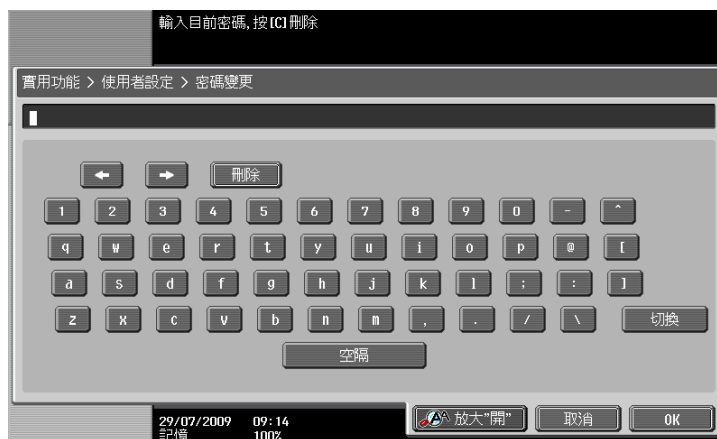 輸入目前密碼,按[C]刪除
實用功能 > 使用者設定 > 密碼變更
← → 刪除
1 2 3 4 5 6 7 8 9 0 - ^
q w e r t y u i o p @ [
a s d f g h j k l ; : ]
z x c v b n m , . / \ 切換
空隔
放大"開" 取消 OK
29/07/2009 09:14
記憶 100%